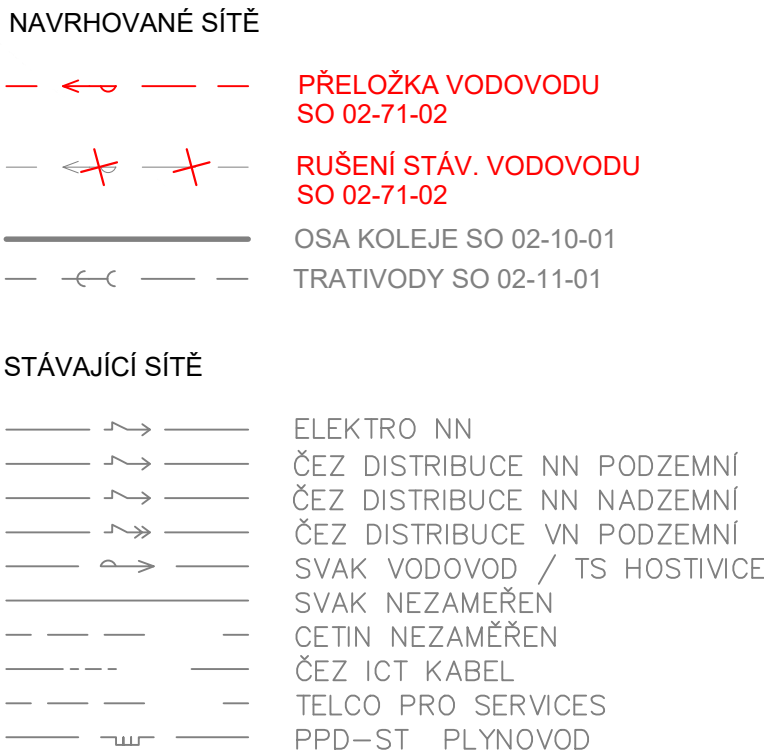 NAVRHOVANÉ SÍTĚ
PŘELOŽKA VODOVODU
SO 02-71-02
RUŠENÍ STÁV. VODOVODU
SO 02-71-02
OSA KOLEJE SO 02-10-01
TRATIVODY SO 02-11-01
STÁVAJÍCÍ SÍTĚ
ELEKTRO NN
ČEZ DISTRIBUCE NN PODZEMNÍ
ČEZ DISTRIBUCE NN NADZEMNÍ
ČEZ DISTRIBUCE VN PODZEMNÍ
SVAK VODOVOD / TS HOSTIVICE
SVAK NEZAMEŘEN
CETIN NEZAMĚŘEN
ČEZ ICT KABEL
TELCO PRO SERVICES
PPD-ST PLYNOVOD